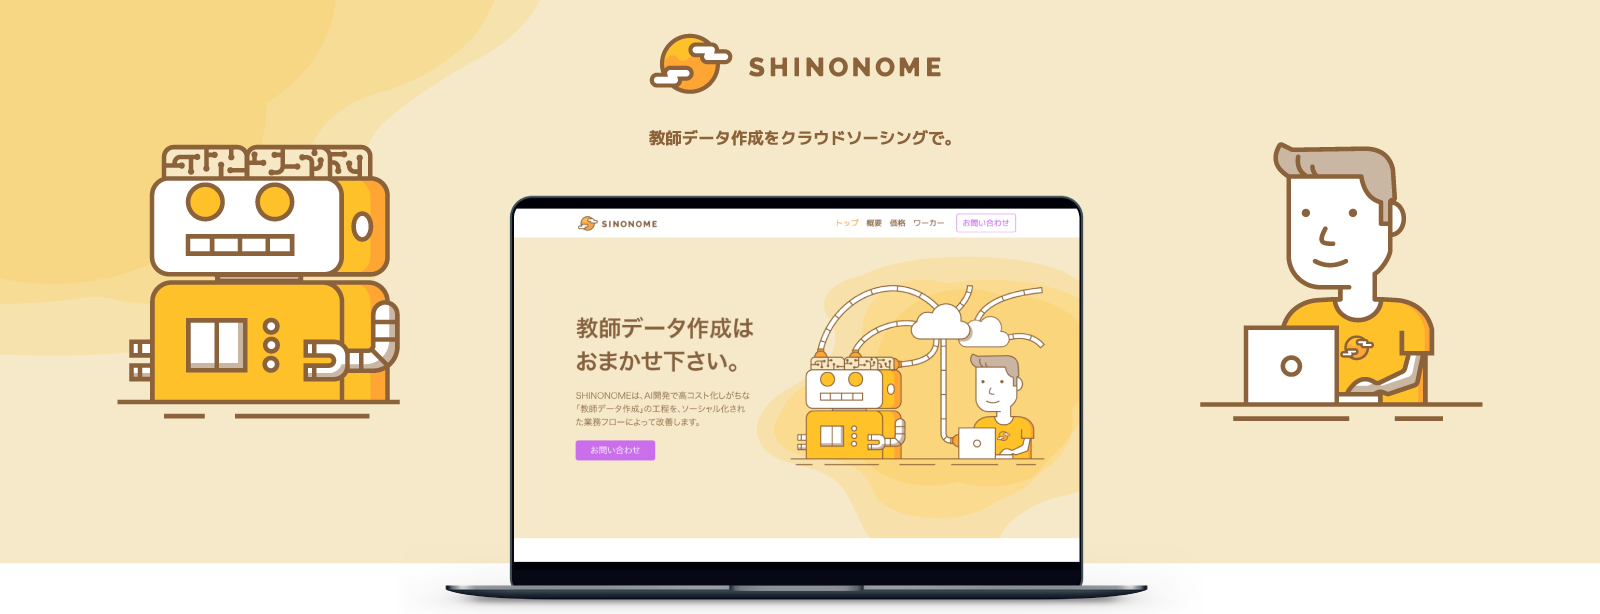 SHINONOME
教師データ作成をクラウドソーシングで。
SINONOME
トップ 概要 価格 ワーカー お問い合わせ
教師データ作成は
おまかせ下さい。
SHINONOMEは、AI開発で高コスト化しがちな
「教師データ作成」の工程を、ソーシャル化され
た業務フローによって改善します。
お問い合わせ